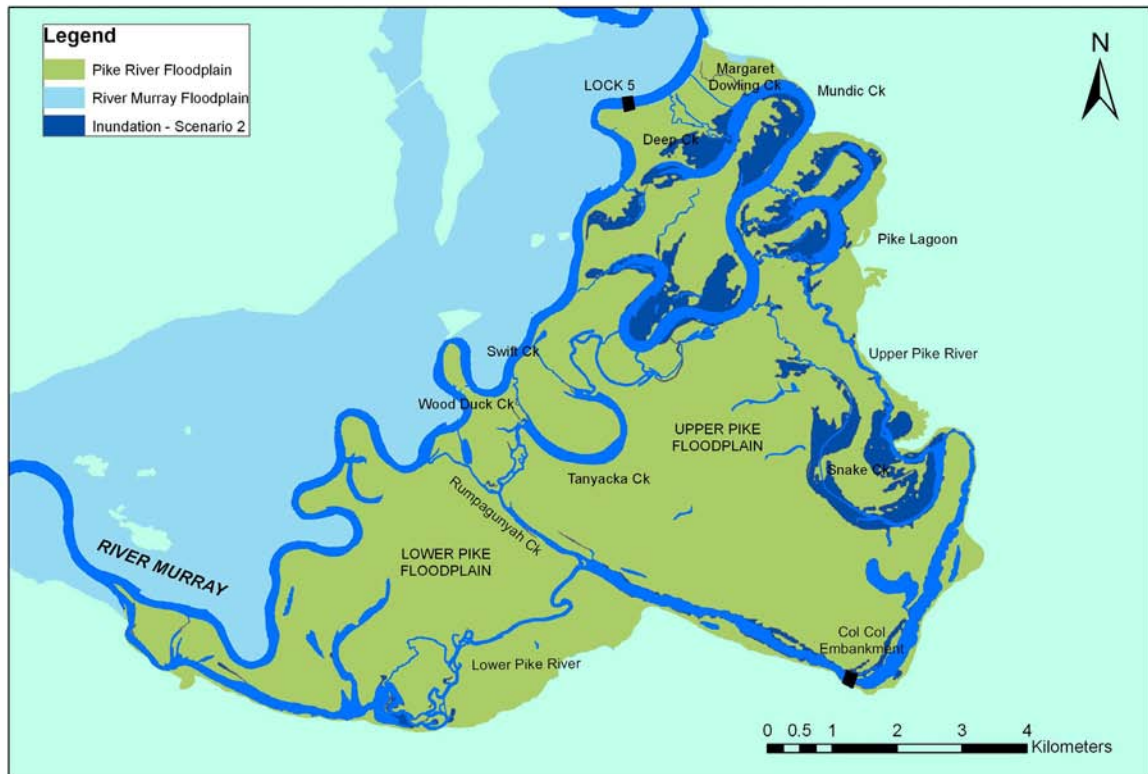 Legend
Pike River Floodplain
River Murray Floodplain
Inundation - Scenario 2
N
LOCK 5
Margaret
Dowling Ck
Mundic Ck
Deep Ck
Pike Lagoon
Upper Pike River
Swift Ck
Wood Duck Ck
UPPER PIKE
FLOODPLAIN
Snake Ck
Tanyacka Ck
Rumpagunyah Ck
LOWER PIKE
FLOODPLAIN
RIVER MURRAY
Col Col
Embankment
Lower Pike River
0 0.5 1 2 3 4
Kilometers